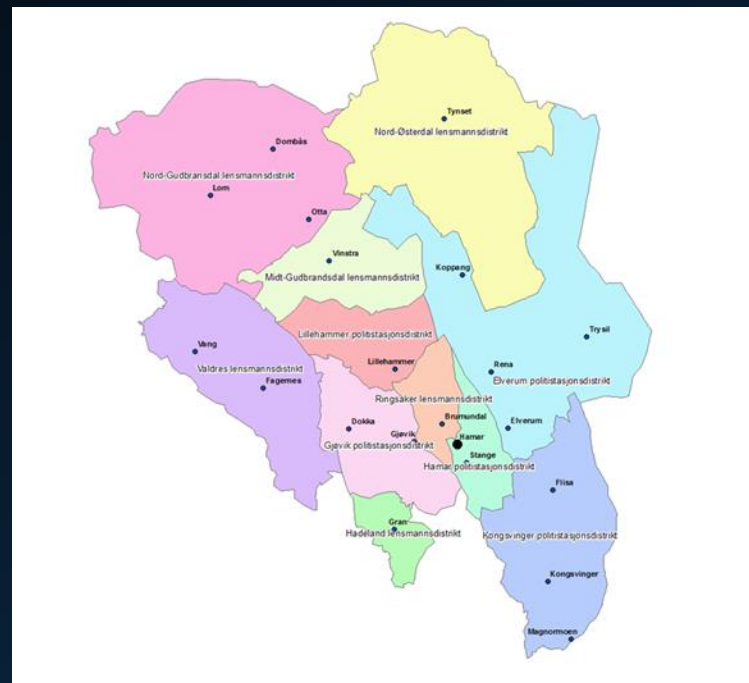 Tynset
Nord-Østerdal lensmannsdistrikt
Dombås
Nord-Gudbransdal lensmannsdistrikt
Lom
Otta
Vinstra
Midt-Gudbrandsdal lensmannsdistrikt
Koppang
Lillehammer politistasjonsdistrikt
Trysil
Vang
Valdres lensmannsdistrikt
Lillehammer
Rena
Elverum politistasjonsdistrikt
Fagernes
Ringsaker lensmannsdistrikt
Dokka
Brumundal
Elverum
Gjøvik
Gjøvik politistasjonsdistrikt
Hamar
Stange
Hamar politistasjonsdistrikt
Flisa
Gran
Hadeland lensmannsdistrikt
Kongsvinger politistasjonsdistrikt
Kongsvinger
Magnormoen